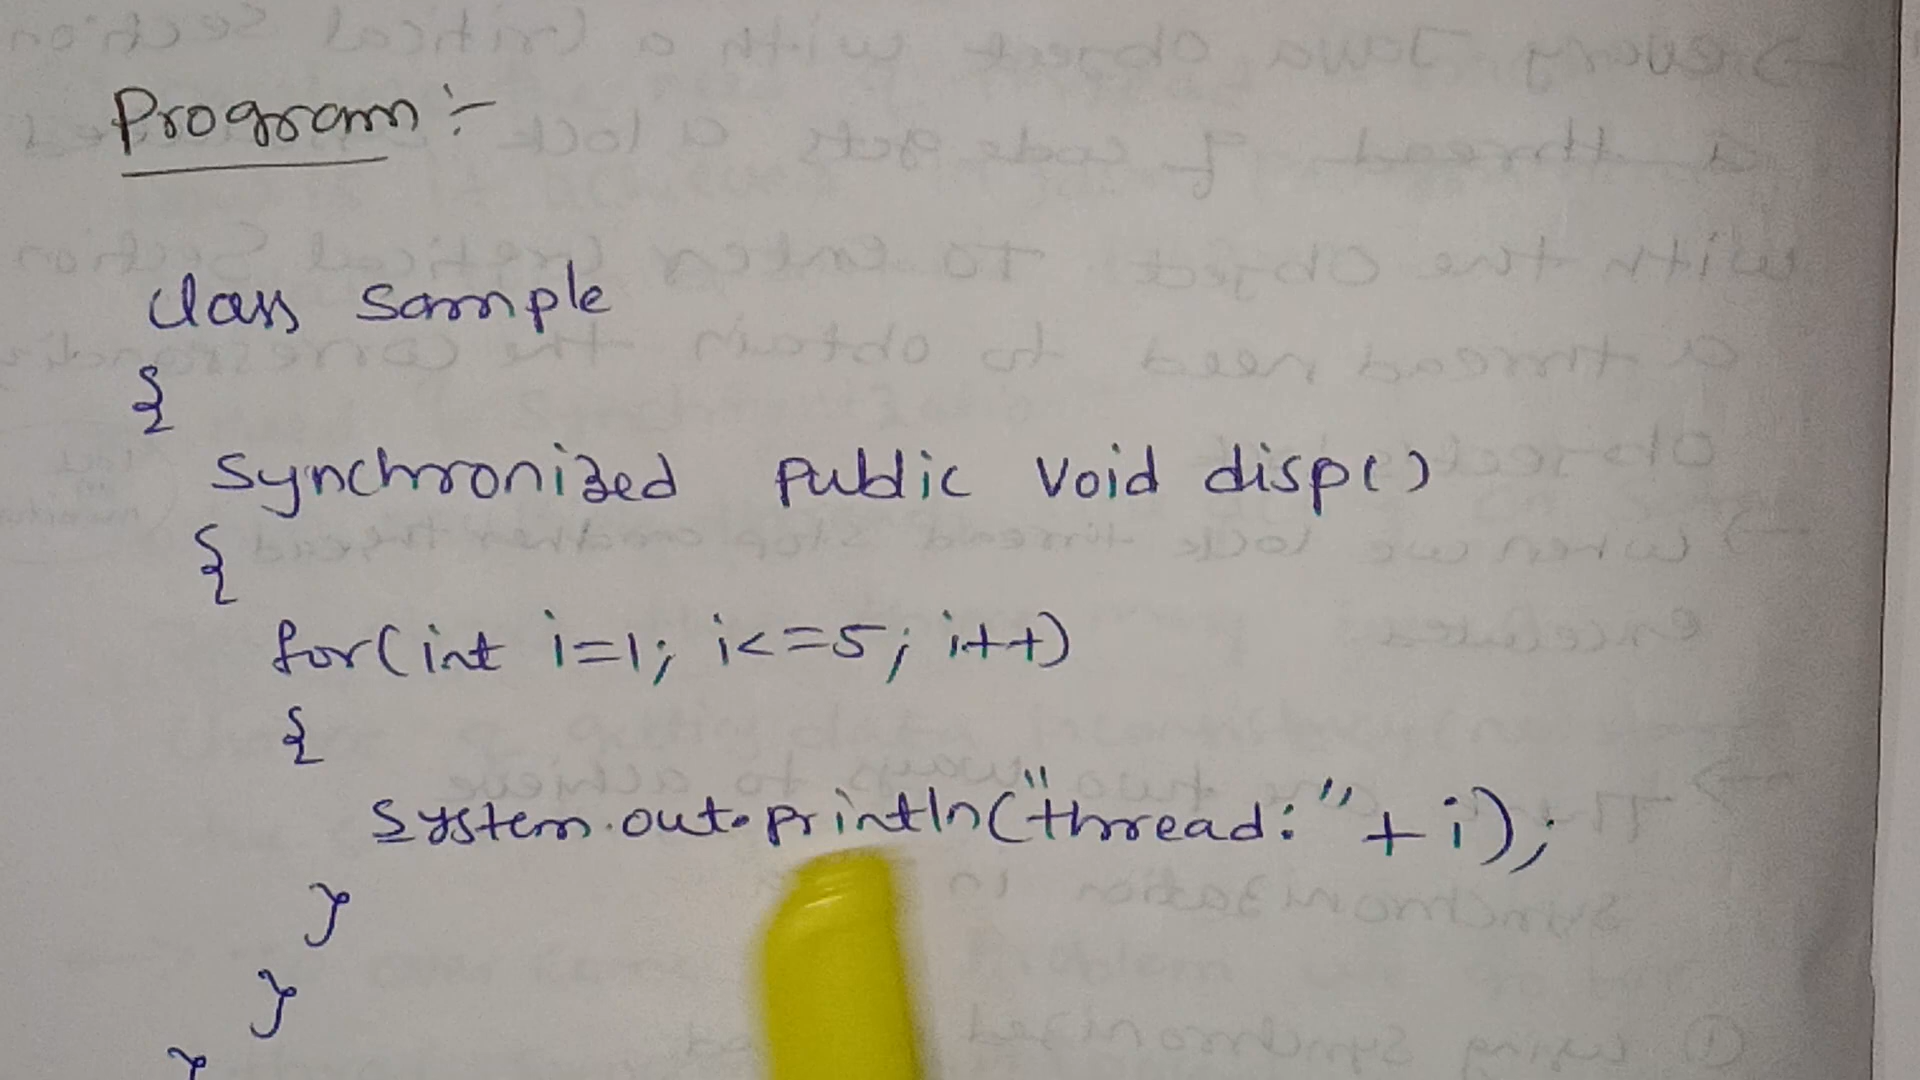 Program :-
class Sample
{
Synchronized public void disp()
{
for(int i=1; i<=5; i++)
{
System.out.println("thread:"+i);
}
}
}